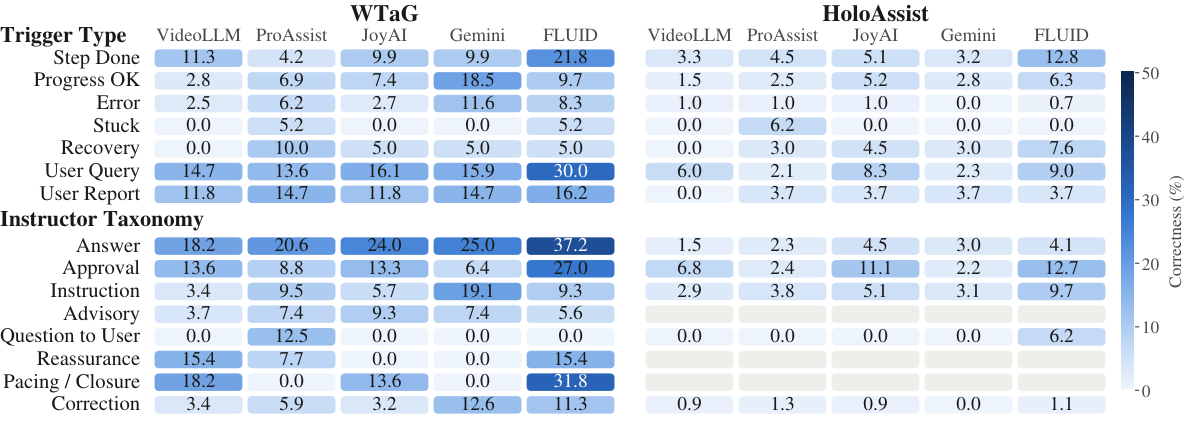 WTaG HoloAssist
Trigger Type VideoLLM ProAssist JoyAI Gemini FLUID VideoLLM ProAssist JoyAI Gemini FLUID
Step Done 11.3 4.2 9.9 9.9 21.8 3.3 4.5 5.1 3.2 12.8
Progress OK 2.8 6.9 7.4 18.5 9.7 1.5 2.5 5.2 2.8 6.3
Error 2.5 6.2 2.7 11.6 8.3 1.0 1.0 1.0 0.0 0.7
Stuck 0.0 5.2 0.0 0.0 5.2 0.0 6.2 0.0 0.0 0.0
Recovery 0.0 10.0 5.0 5.0 5.0 0.0 3.0 4.5 3.0 7.6
User Query 14.7 13.6 16.1 15.9 30.0 6.0 2.1 8.3 2.3 9.0
User Report 11.8 14.7 11.8 14.7 16.2 0.0 3.7 3.7 3.7 3.7
Instructor Taxonomy
Answer 18.2 20.6 24.0 25.0 37.2 1.5 2.3 4.5 3.0 4.1
Approval 13.6 8.8 13.3 6.4 27.0 6.8 2.4 11.1 2.2 12.7
Instruction 3.4 9.5 5.7 19.1 9.3 2.9 3.8 5.1 3.1 9.7
Advisory 3.7 7.4 9.3 7.4 5.6
Question to User 0.0 12.5 0.0 0.0 0.0 0.0 0.0 0.0 0.0 6.2
Reassurance 15.4 7.7 0.0 0.0 15.4
Pacing / Closure 18.2 0.0 13.6 0.0 31.8
Correction 3.4 5.9 3.2 12.6 11.3 0.9 1.3 0.9 0.0 1.1
50
40
30
20
10
0
Correctness (%)